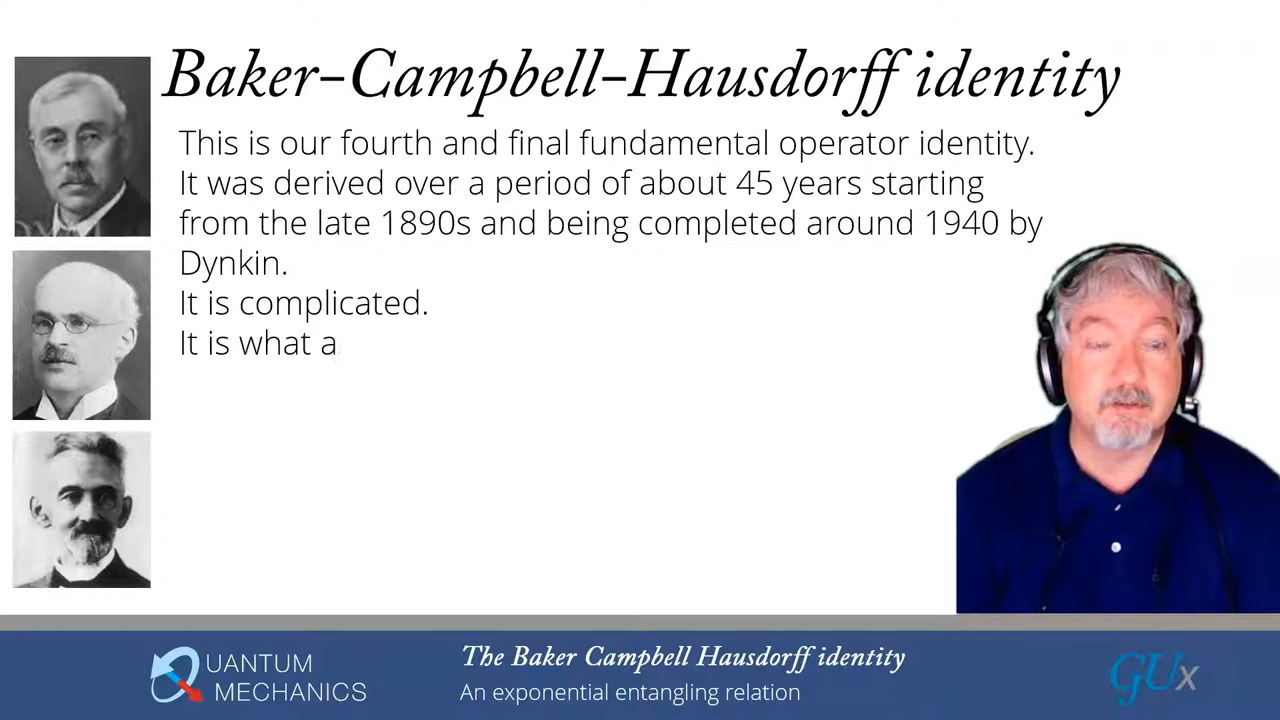 Baker-Campbell-Hausdorff identity
This is our fourth and final fundamental operator identity.
It was derived over a period of about 45 years starting
from the late 1890s and being completed around 1940 by
Dynkin.
It is complicated.
It is what a
QUANTUM
MECHANICS
The Baker Campbell Hausdorff identity
An exponential entangling relation
GUx